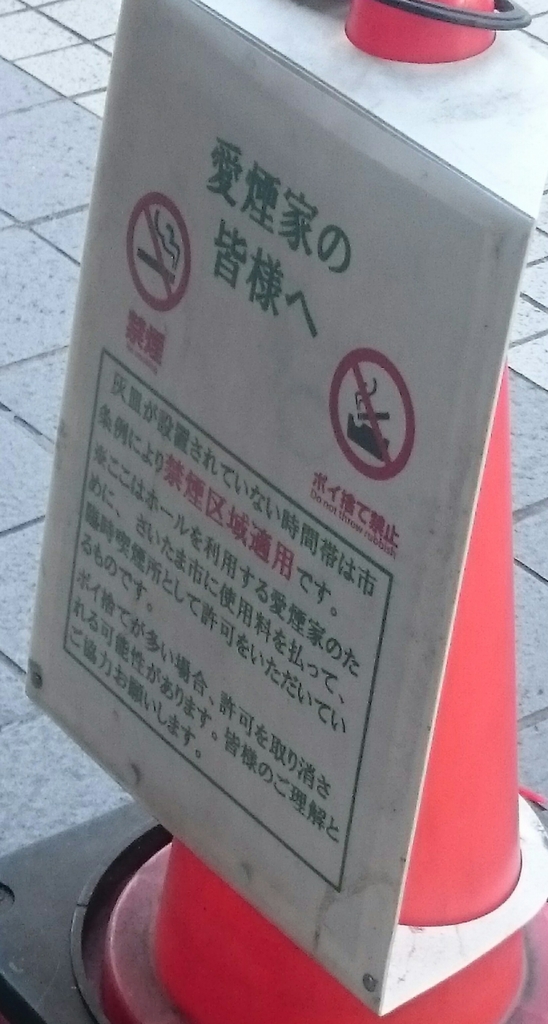 愛煙家の
皆様へ
禁煙
ポイ捨て禁止
Do not throw rubbish
灰皿が設置されていない時間帯は市
条例により禁煙区域適用です。
※ここはホールを利用する愛煙家のた
めに、さいたま市に使用料を払って、
臨時喫煙所として許可をいただいてい
るものです。
ポイ捨てが多い場合、許可を取り消さ
れる可能性があります。皆様のご理解と
ご協力お願いします。